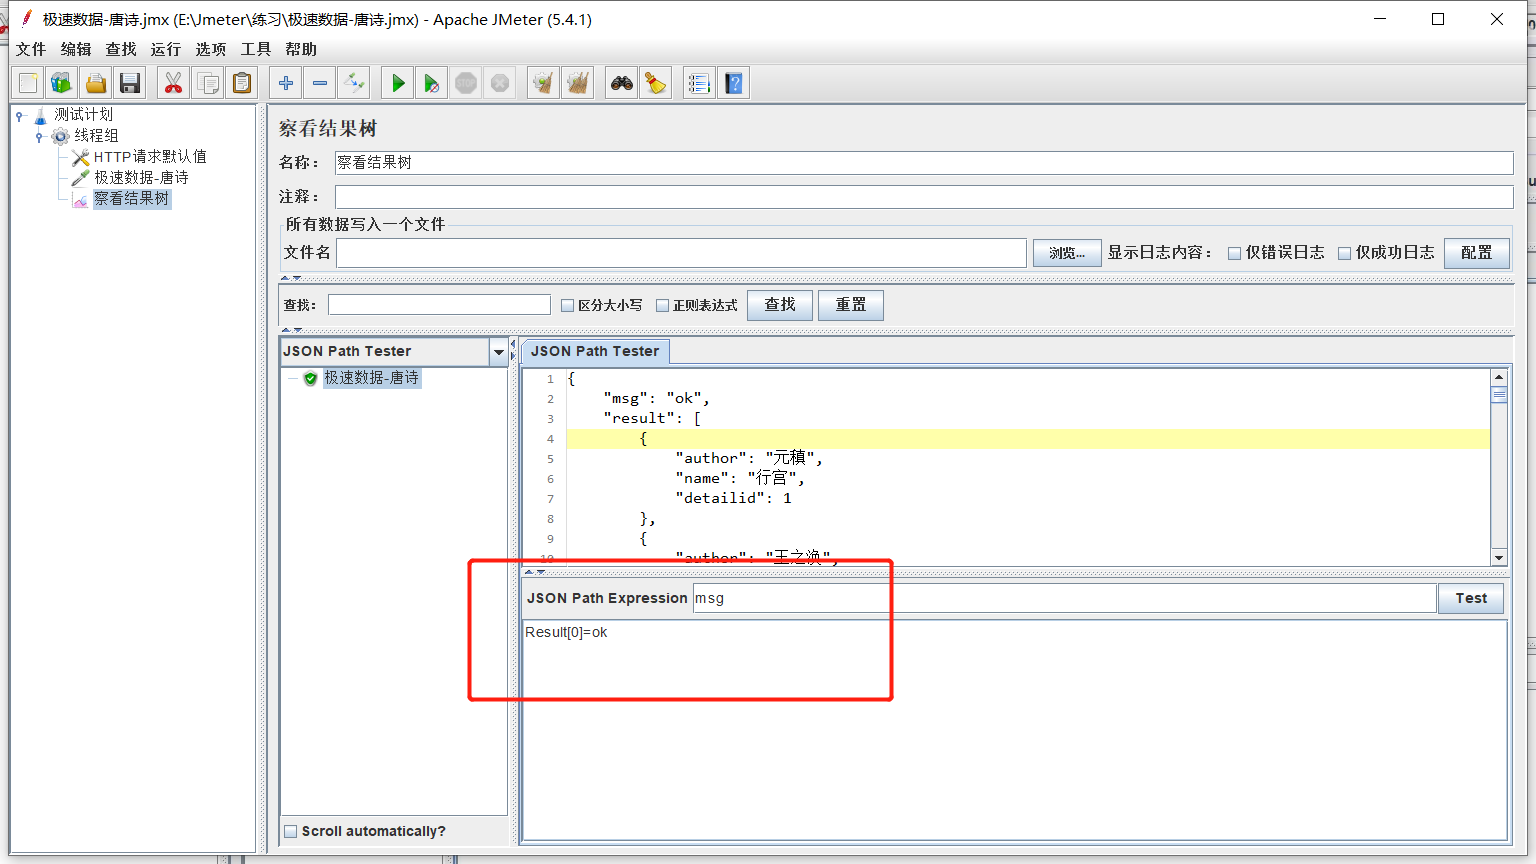 极速数据-唐诗.jmx (E:\Jmeter\练习\极速数据-唐诗.jmx) - Apache JMeter (5.4.1)
文件 编辑 查找 运行 选项 工具 帮助
STOP
测试计划
线程组
HTTP请求默认值
极速数据-唐诗
察看结果树
察看结果树
名称： 察看结果树
注释：
所有数据写入一个文件
文件名 浏览... 显示日志内容： 仅错误日志 仅成功日志 配置
查找: 区分大小写 正则表达式 查找 重置
JSON Path Tester
极速数据-唐诗
Scroll automatically?
JSON Path Tester
1 {
2 "msg": "ok",
3 "result": [
4 {
5 "author": "元稹",
6 "name": "行宫",
7 "detailid": 1
8 },
9 {
10 "author": "王之涣",
JSON Path Expression msg Test
Result[0]=ok